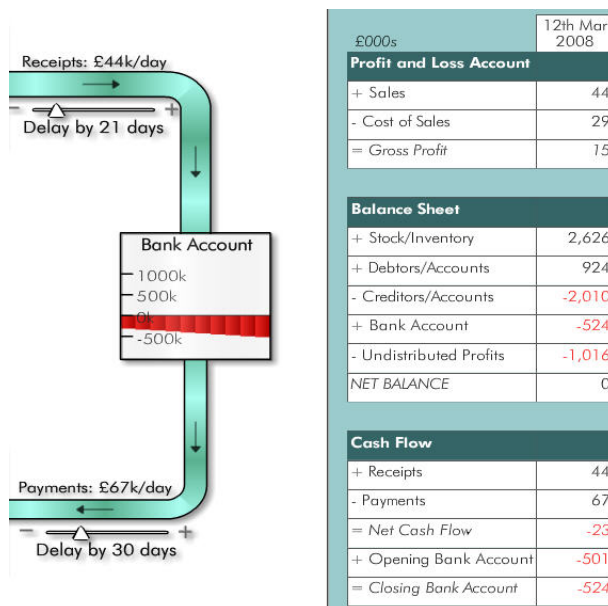 Receipts: £44k/day
− +
Delay by 21 days
Bank Account
1000k
500k
0k
-500k
Payments: £67k/day
− +
Delay by 30 days
£000s 12th Mar 2008
Profit and Loss Account
+ Sales 44
- Cost of Sales 29
= Gross Profit 15
Balance Sheet
+ Stock/Inventory 2,626
+ Debtors/Accounts 924
- Creditors/Accounts -2,010
+ Bank Account -524
- Undistributed Profits -1,016
NET BALANCE 0
Cash Flow
+ Receipts 44
- Payments 67
= Net Cash Flow -23
+ Opening Bank Account -501
= Closing Bank Account -524